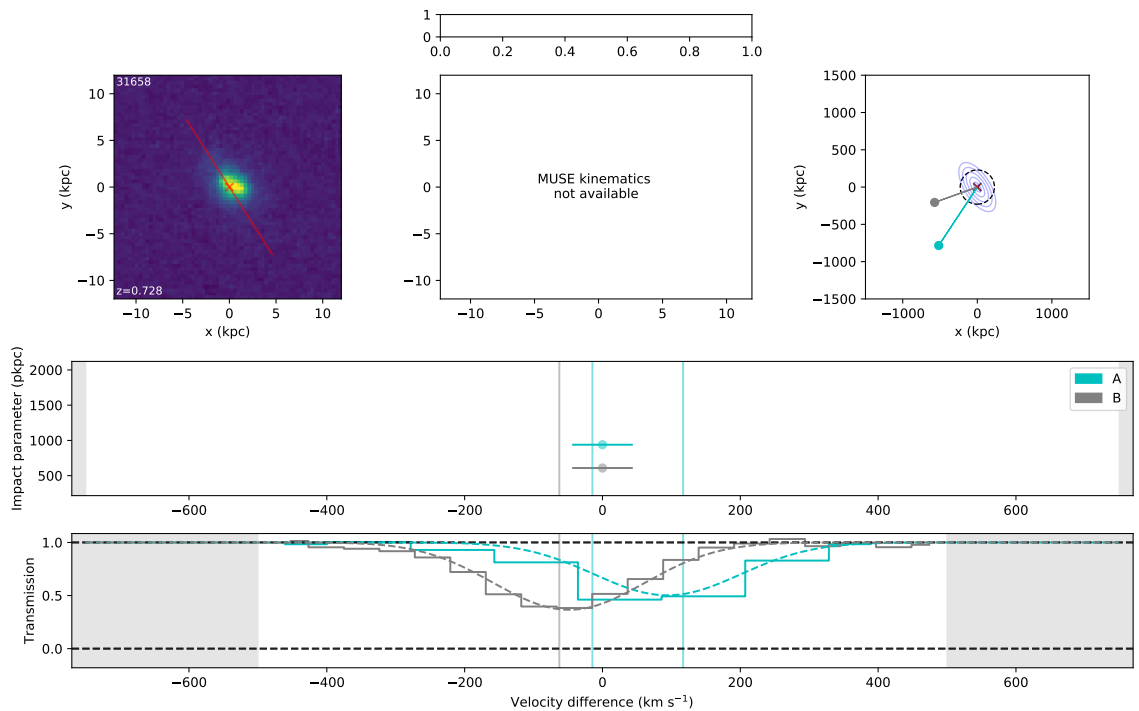 1
0
0.0 0.2 0.4 0.6 0.8 1.0
31658
z=0.728
10
5
0
−5
−10
y (kpc)
−10 −5 0 5 10
x (kpc)
MUSE kinematics
not available
10
5
0
−5
−10
−10 −5 0 5 10
x (kpc)
1500
1000
500
0
−500
−1000
−1500
y (kpc)
−1000 0 1000
x (kpc)
Impact parameter (pkpc)
2000
1500
1000
500
A
B
−600 −400 −200 0 200 400 600
Transmission
1.0
0.5
0.0
−600 −400 −200 0 200 400 600
Velocity difference (km s⁻¹)